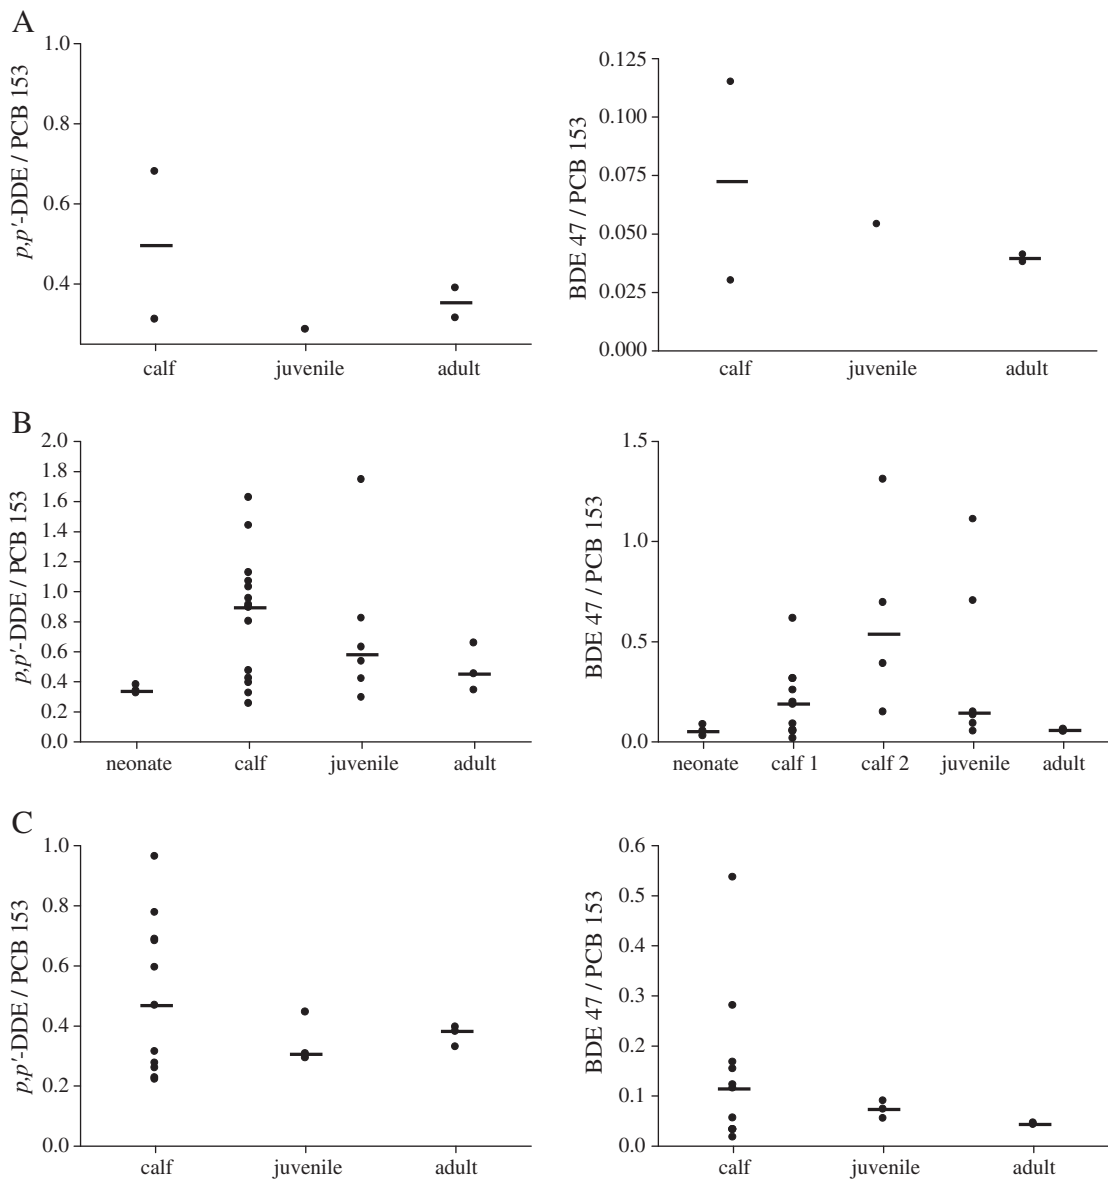 A
p,p'-DDE / PCB 153
1.0
0.8
0.6
0.4
calf juvenile adult
BDE 47 / PCB 153
0.125
0.100
0.075
0.050
0.025
0.000
calf juvenile adult
B
p,p'-DDE / PCB 153
2.0
1.8
1.6
1.4
1.2
1.0
0.8
0.6
0.4
0.2
0.0
neonate calf juvenile adult
BDE 47 / PCB 153
1.5
1.0
0.5
0.0
neonate calf 1 calf 2 juvenile adult
C
p,p'-DDE / PCB 153
1.0
0.8
0.6
0.4
0.2
0.0
calf juvenile adult
BDE 47 / PCB 153
0.6
0.5
0.4
0.3
0.2
0.1
0.0
calf juvenile adult